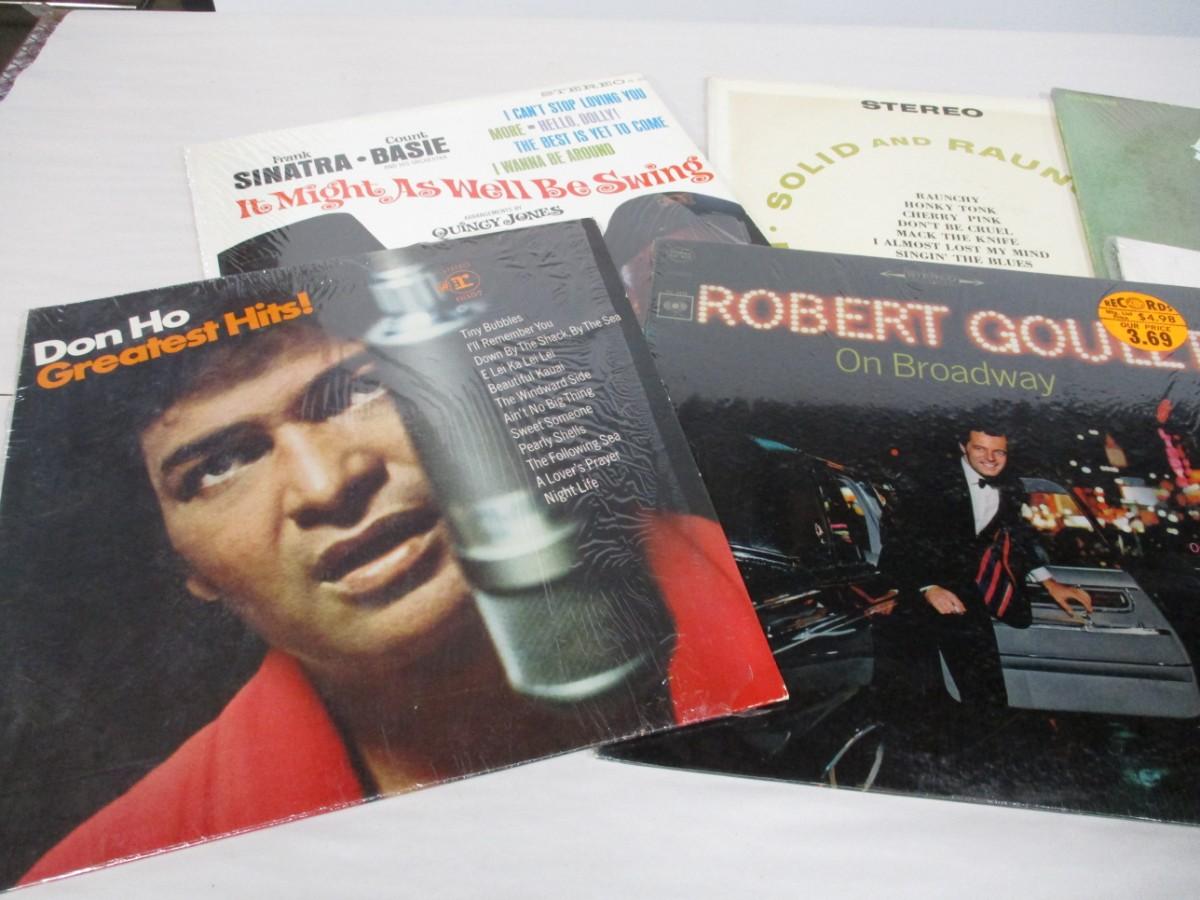 STEREO
Frank
SINATRA • Count BASIE
AND HIS ORCHESTRA
It Might As Well Be Swing
ARRANGEMENTS BY
QUINCY JONES
I CAN'T STOP LOVING YOU
MORE • HELLO, DOLLY!
THE BEST IS YET TO COME
I WANNA BE AROUND
STEREO
SOLID AND RAUN
RAUNCHY
HONKY TONK
CHERRY PINK
DON'T BE CRUEL
MACK THE KNIFE
I ALMOST LOST MY MIND
SINGIN' THE BLUES
Don Ho
Greatest Hits!
Tiny Bubbles
I'll Remember You
Down By The Shack, By The Sea
E Lei Ka Lei Lei
Beautiful Kauai
The Windward Side
Ain't No Big Thing
Sweet Someone
Pearly Shells
The Following Sea
A Lover's Prayer
Night Life
ROBERT GOULE
On Broadway
RECORDS
$4.98
OUR PRICE
3.69